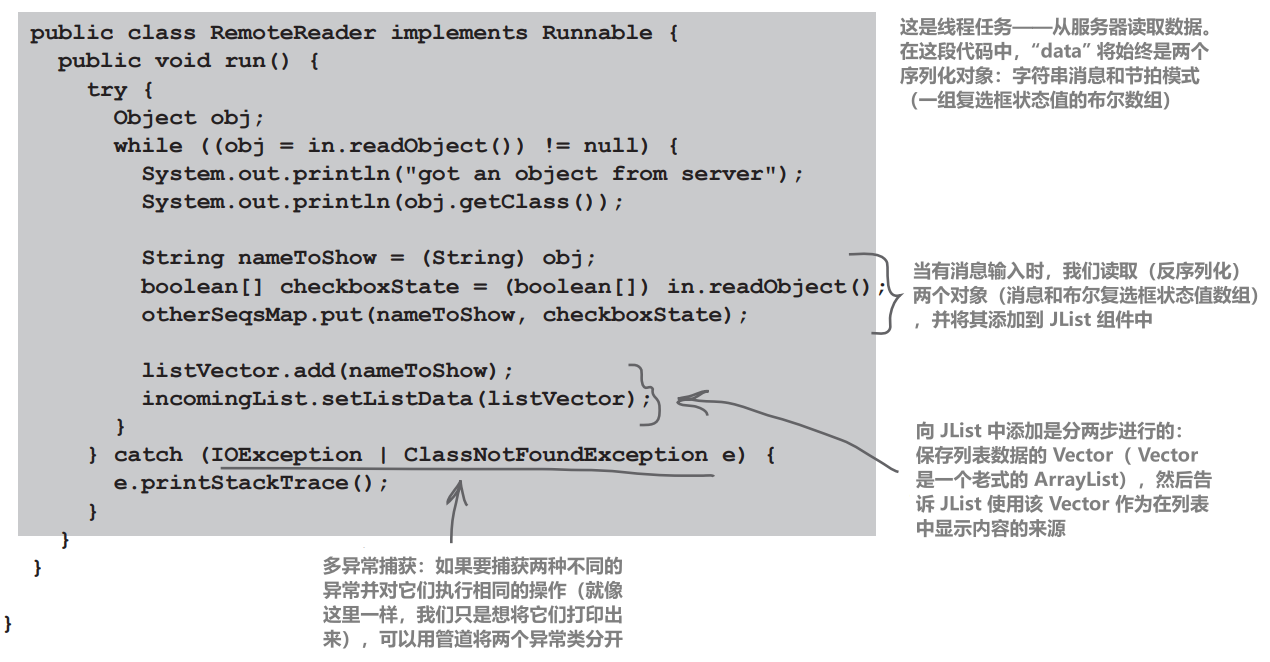 public class RemoteReader implements Runnable {
public void run() {
try {
Object obj;
while ((obj = in.readObject()) != null) {
System.out.println("got an object from server");
System.out.println(obj.getClass());
String nameToShow = (String) obj;
boolean[] checkboxState = (boolean[]) in.readObject();
otherSeqsMap.put(nameToShow, checkboxState);
listVector.add(nameToShow);
incomingList.setListData(listVector);
}
} catch (IOException | ClassNotFoundException e) {
e.printStackTrace();
}
}
}
}
这是线程任务——从服务器读取数据。
在这段代码中，“data”将始终是两个
序列化对象：字符串消息和节拍模式
（一组复选框状态值的布尔数组）
当有消息输入时，我们读取（反序列化）
两个对象（消息和布尔复选框状态值数组）
，并将其添加到 JList 组件中
向 JList 中添加是分两步进行的：
保存列表数据的 Vector（ Vector
是一个老式的 ArrayList），然后告
诉 JList 使用该 Vector 作为在列表
中显示内容的来源
多异常捕获：如果要捕获两种不同的
异常并对它们执行相同的操作（就像
这里一样，我们只是想将它们打印出
来），可以用管道将两个异常类分开